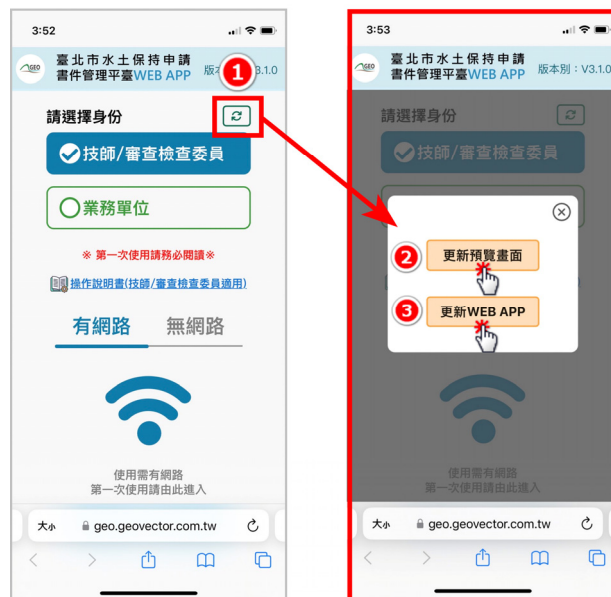 3:52
GEO
臺北市水土保持申請
書件管理平臺WEB APP
3.1.0
1
請選擇身份
技師/審查檢查委員
業務單位
※ 第一次使用請務必閱讀※
操作說明書(技師/審查檢查委員適用)
有網路
無網路
使用需有網路
第一次使用請由此進入
大小
geo.geovector.com.tw
3:53
GEO
臺北市水土保持申請
書件管理平臺WEB APP
版本別：V3.1.0
請選擇身份
技師/審查檢查委員
2
更新預覽畫面
3
更新WEB APP
使用需有網路
第一次使用請由此進入
大小
geo.geovector.com.tw